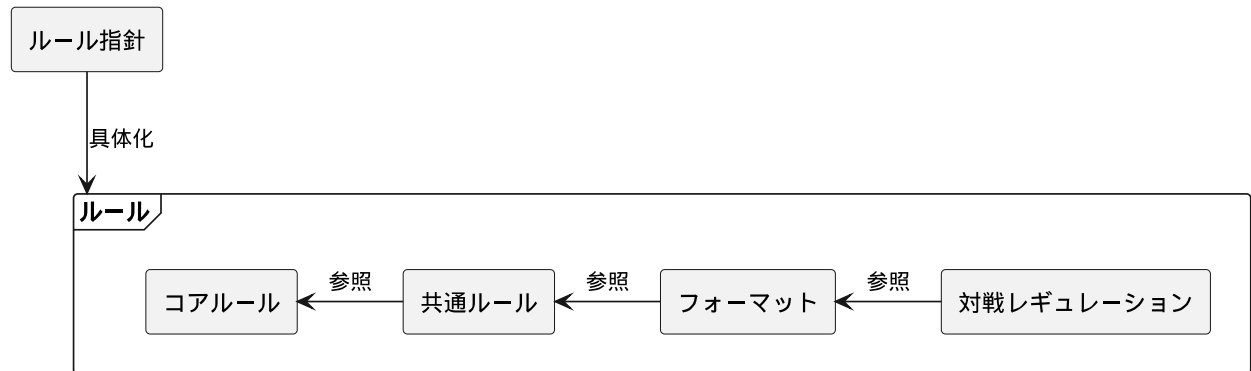 ルール指針
具体化
ルール
コアルール
参照
共通ルール
参照
フォーマット
参照
対戦レギュレーション